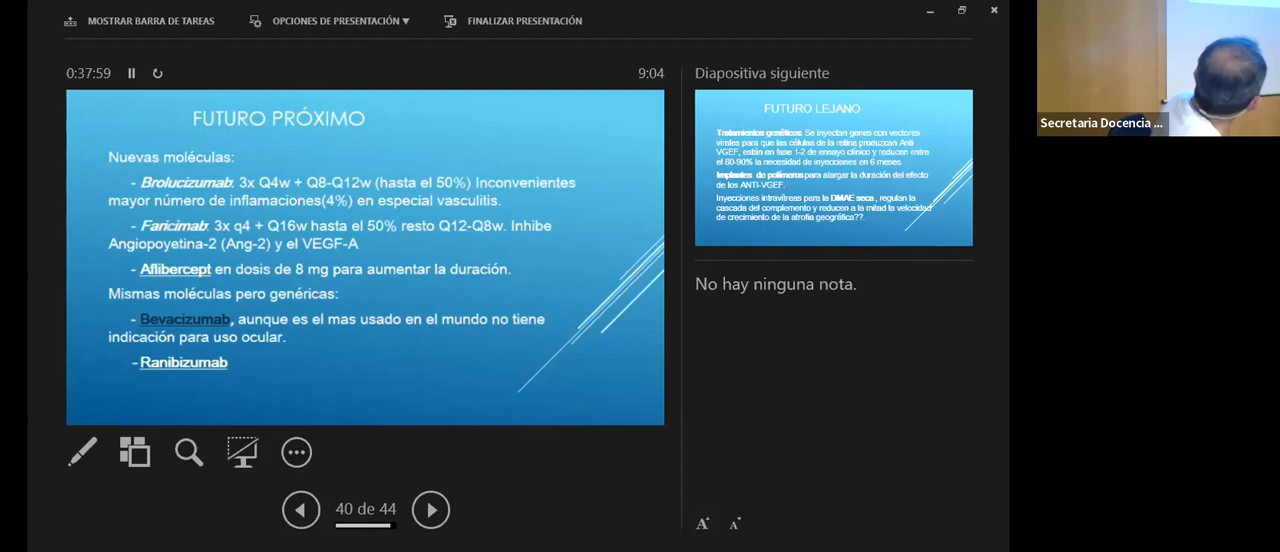 MOSTRAR BARRA DE TAREAS
OPCIONES DE PRESENTACIÓN ▼
FINALIZAR PRESENTACIÓN
0:37:59
9:04
FUTURO PRÓXIMO
Nuevas moléculas:
- Brolucizumab: 3x Q4w + Q8-Q12w (hasta el 50%) Inconvenientes
mayor número de inflamaciones(4%) en especial vasculitis.
- Faricimab: 3x q4 + Q16w hasta el 50% resto Q12-Q8w. Inhibe
Angiopoyetina-2 (Ang-2) y el VEGF-A
- Aflibercept en dosis de 8 mg para aumentar la duración.
Mismas moléculas pero genéricas:
- Bevacizumab, aunque es el mas usado en el mundo no tiene
indicación para uso ocular.
- Ranibizumab
40 de 44
Diapositiva siguiente
FUTURO LEJANO
Tratamientos genéticos: Se inyectan genes con vectores
virales para que las células de la retina produzcan Anti-
VGEF, están en fase 1-2 de ensayo clínico y reducen entre
el 80-90% la necesidad de inyecciones en 6 meses.
Implantes de polímeros para alargar la duración del efecto
de los ANTI-VGEF.
Inyecciones intravítreas para la DMAE seca, regulan la
cascada del complemento y reducen a la mitad la velocidad
de crecimiento de la atrofia geográfica??.
No hay ninguna nota.
A A
Secretaria Docencia ...